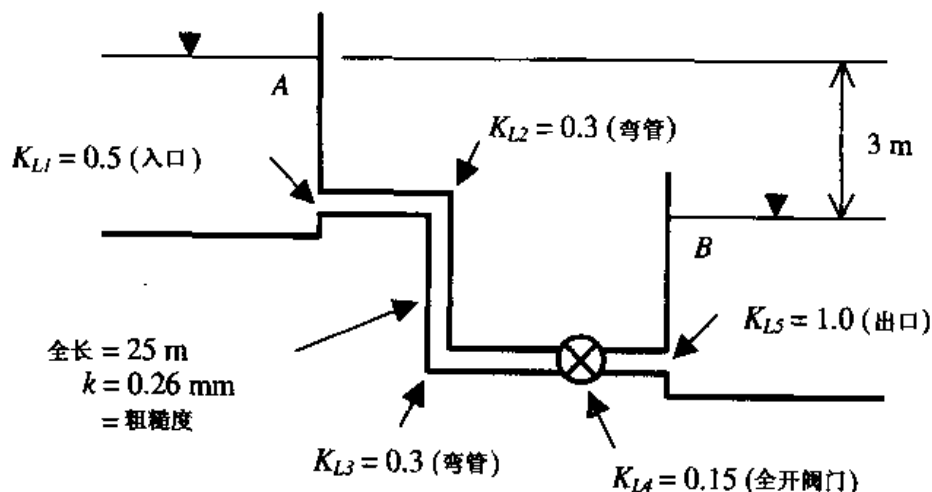 A
K_{L2} = 0.3 (弯管)
K_{L1} = 0.5 (入口)
3 m
B
K_{L5} = 1.0 (出口)
全长 = 25 m
k = 0.26 mm
= 粗糙度
K_{L3} = 0.3 (弯管)
K_{L4} = 0.15 (全开阀门)